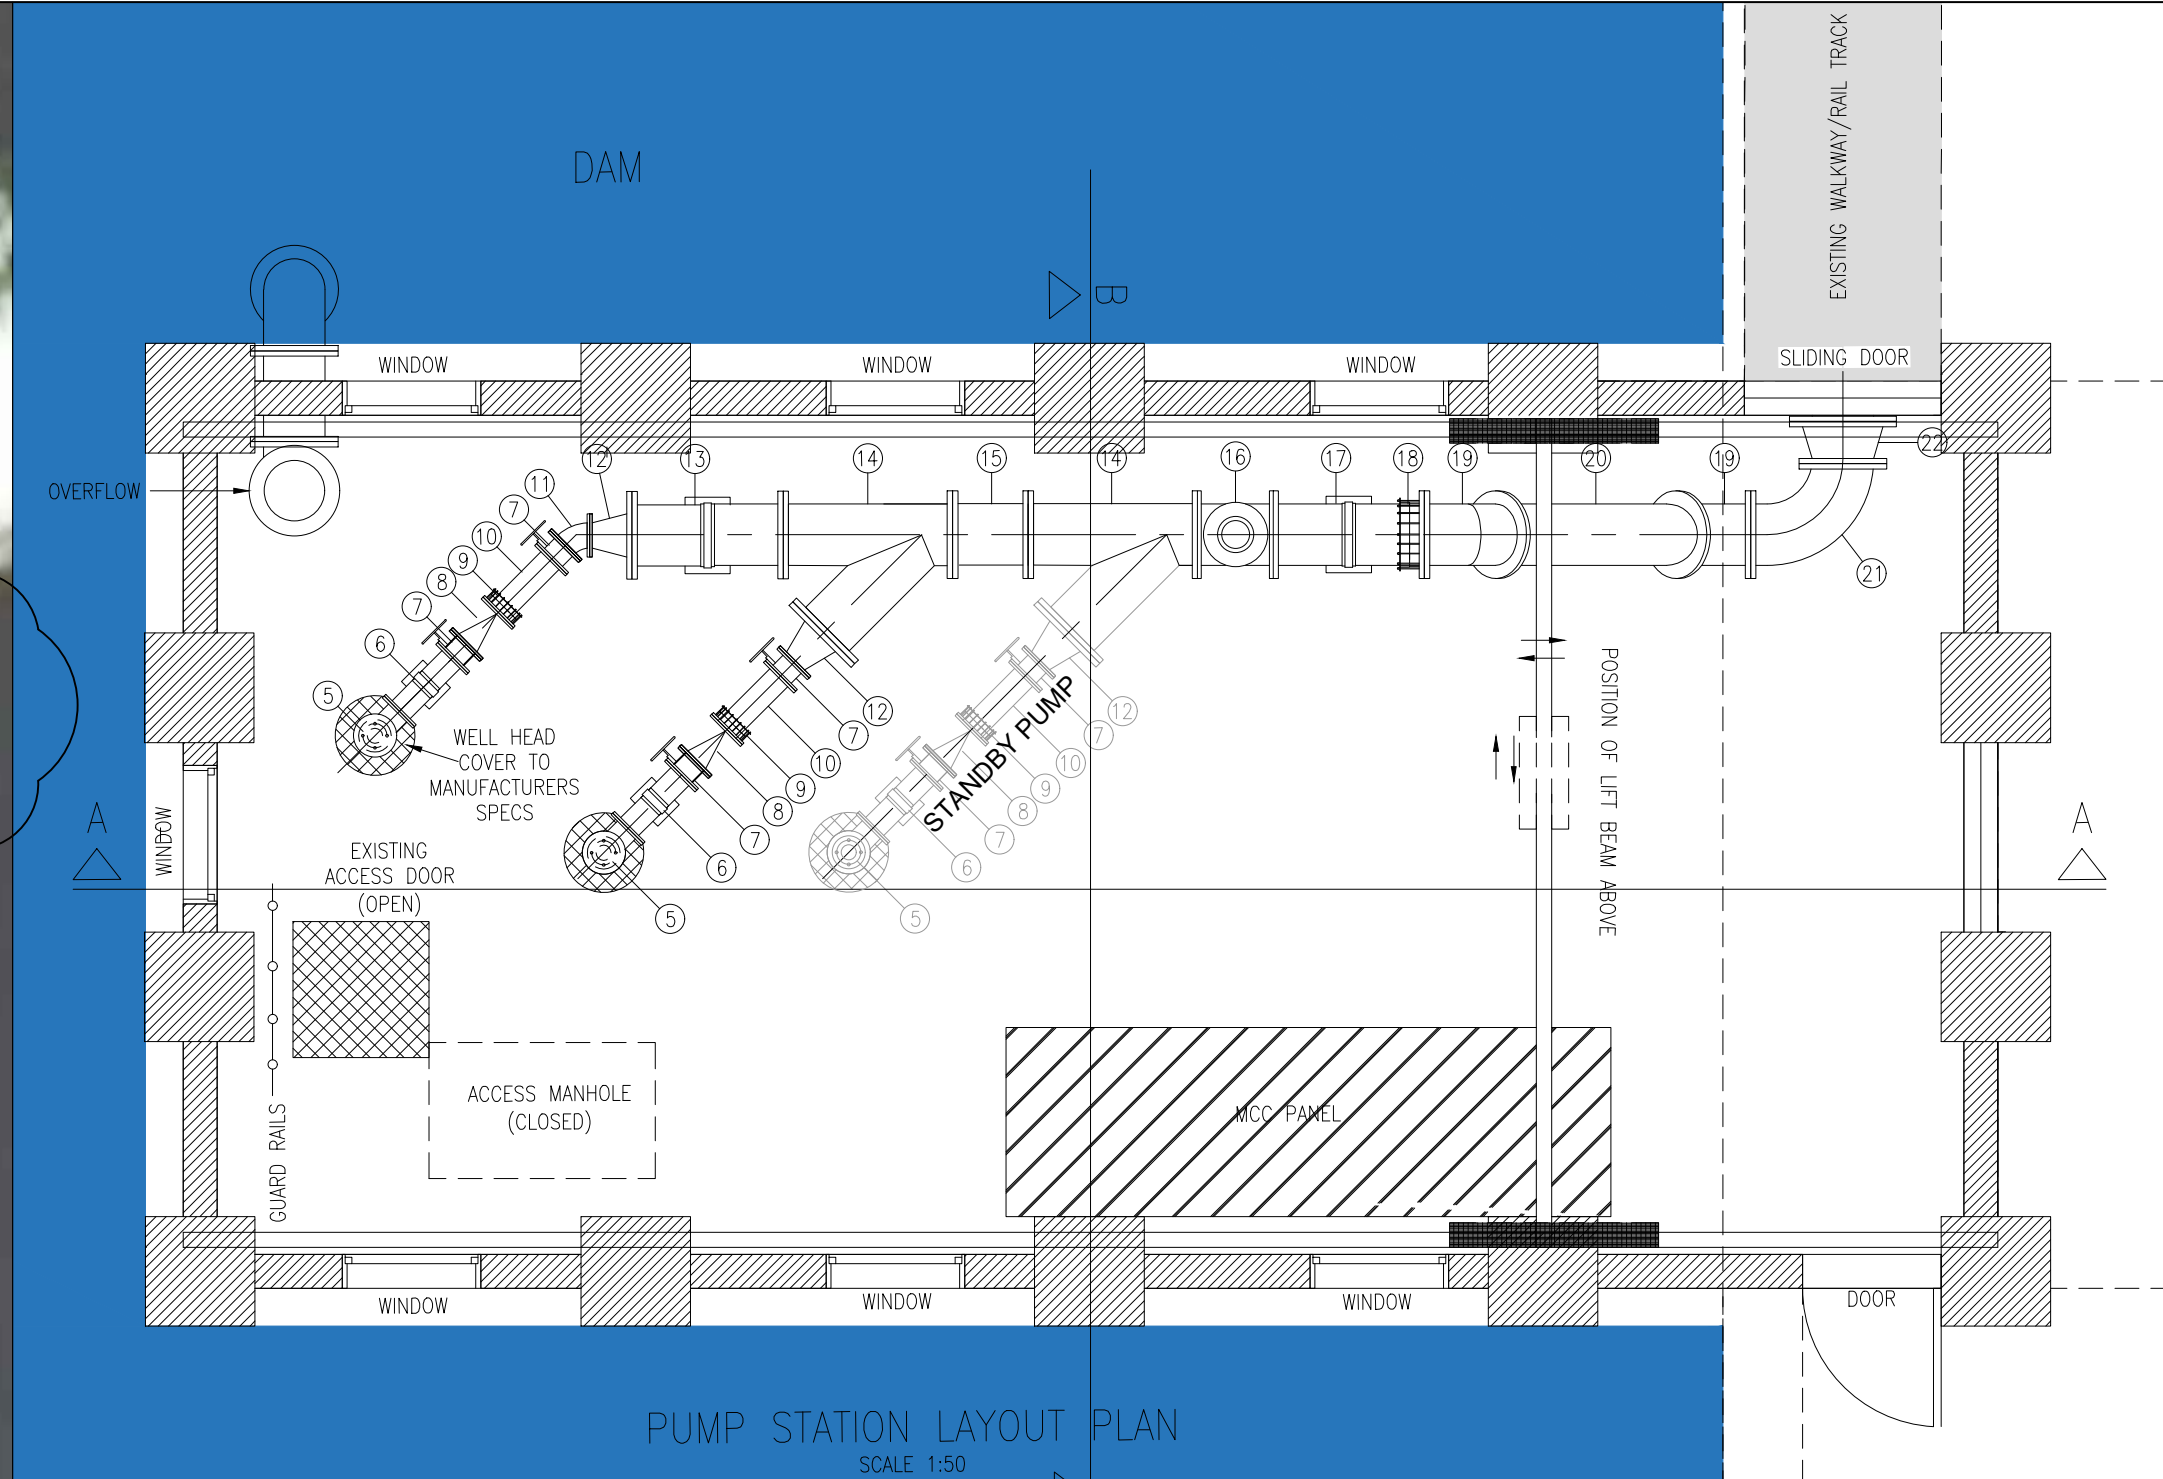 DAM
EXISTING WALKWAY/RAIL TRACK
B
WINDOW
WINDOW
WINDOW
SLIDING DOOR
12
13
14
15
14
16
17
18
19
20
19
22
OVERFLOW
11
7
10
9
8
7
6
5
21
WELL HEAD
COVER TO
MANUFACTURERS
SPECS
12
7
10
9
8
7
6
5
STANDBY PUMP
12
7
10
9
8
7
6
5
POSITION OF LIFT BEAM ABOVE
A
A
WINDOW
EXISTING
ACCESS DOOR
(OPEN)
ACCESS MANHOLE
(CLOSED)
GUARD RAILS
MCC PANEL
WINDOW
WINDOW
WINDOW
DOOR
PUMP STATION LAYOUT PLAN
SCALE 1:50